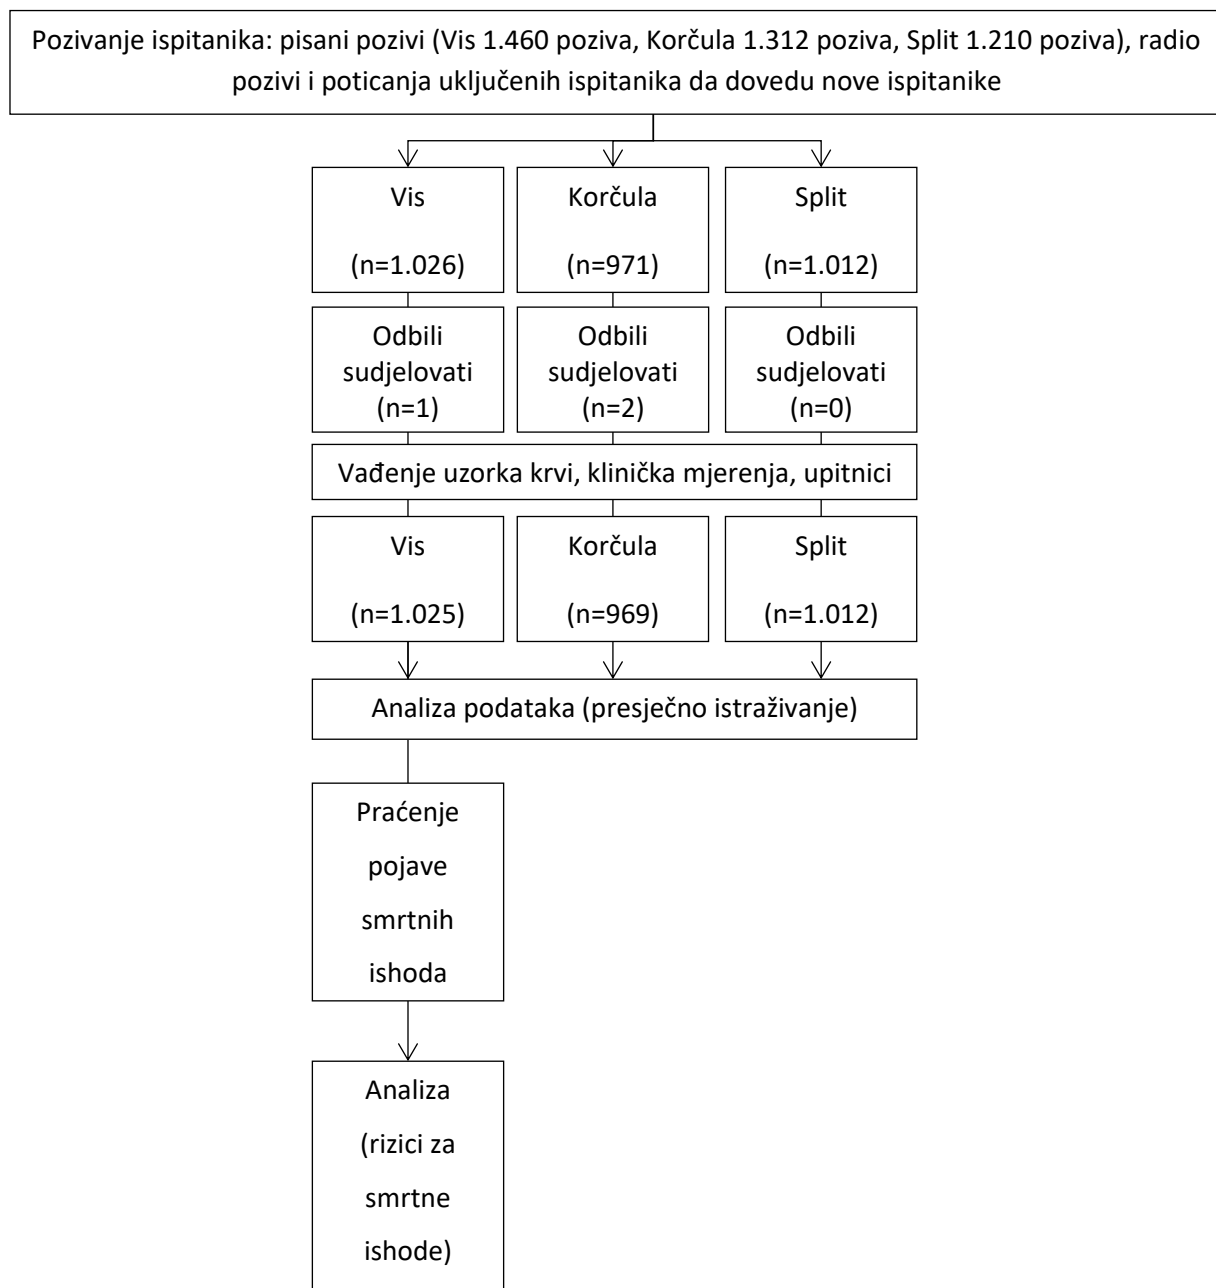 Pozivanje ispitanika: pisani pozivi (Vis 1.460 poziva, Korčula 1.312 poziva, Split 1.210 poziva), radio
pozivi i poticanja uključenih ispitanika da dovedu nove ispitanike
Vis
(n=1.026)
Korčula
(n=971)
Split
(n=1.012)
Odbili
sudjelovati
(n=1)
Odbili
sudjelovati
(n=2)
Odbili
sudjelovati
(n=0)
Vađenje uzorka krvi, klinička mjerenja, upitnici
Vis
(n=1.025)
Korčula
(n=969)
Split
(n=1.012)
Analiza podataka (presječno istraživanje)
Praćenje
pojave
smrtnih
ishoda
Analiza
(rizici za
smrtne
ishode)